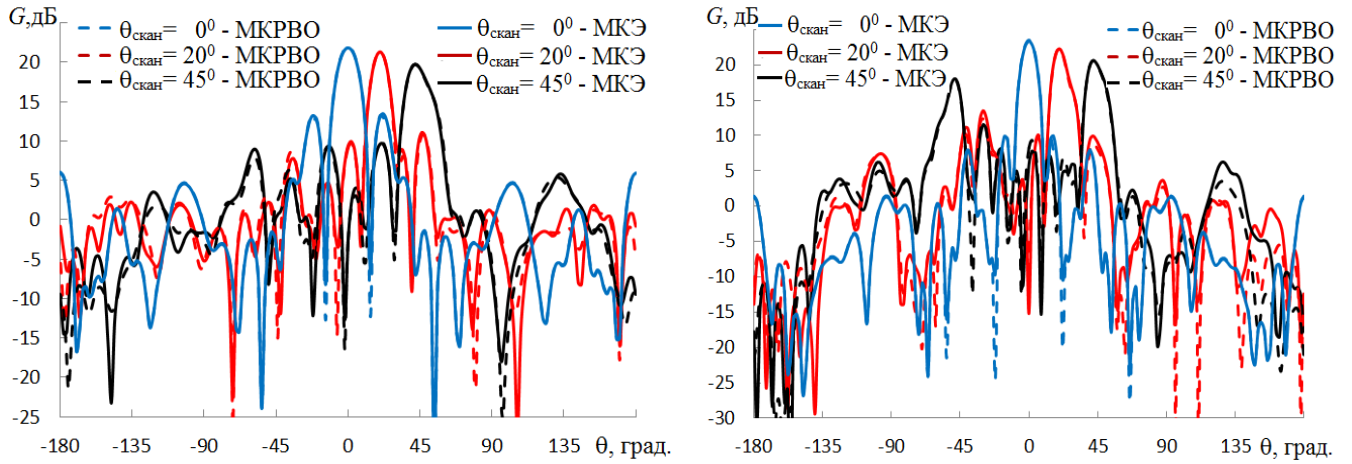 G,дБ
θскан= 0⁰ - МКРВО
θскан= 20⁰ - МКРВО
θскан= 45⁰ - МКРВО
θскан= 0⁰ - МКЭ
θскан= 20⁰ - МКЭ
θскан= 45⁰ - МКЭ
25
20
15
10
5
0
-5
-10
-15
-20
-25
-180 -135 -90 -45 0 45 90 135 θ, град.
G, дБ
θскан= 0⁰ - МКЭ
θскан= 20⁰ - МКЭ
θскан= 45⁰ - МКЭ
θскан= 0⁰ - МКРВО
θскан= 20⁰ - МКРВО
θскан= 45⁰ - МКРВО
25
20
15
10
5
0
-5
-10
-15
-20
-25
-30
-180 -135 -90 -45 0 45 90 135 θ, град.